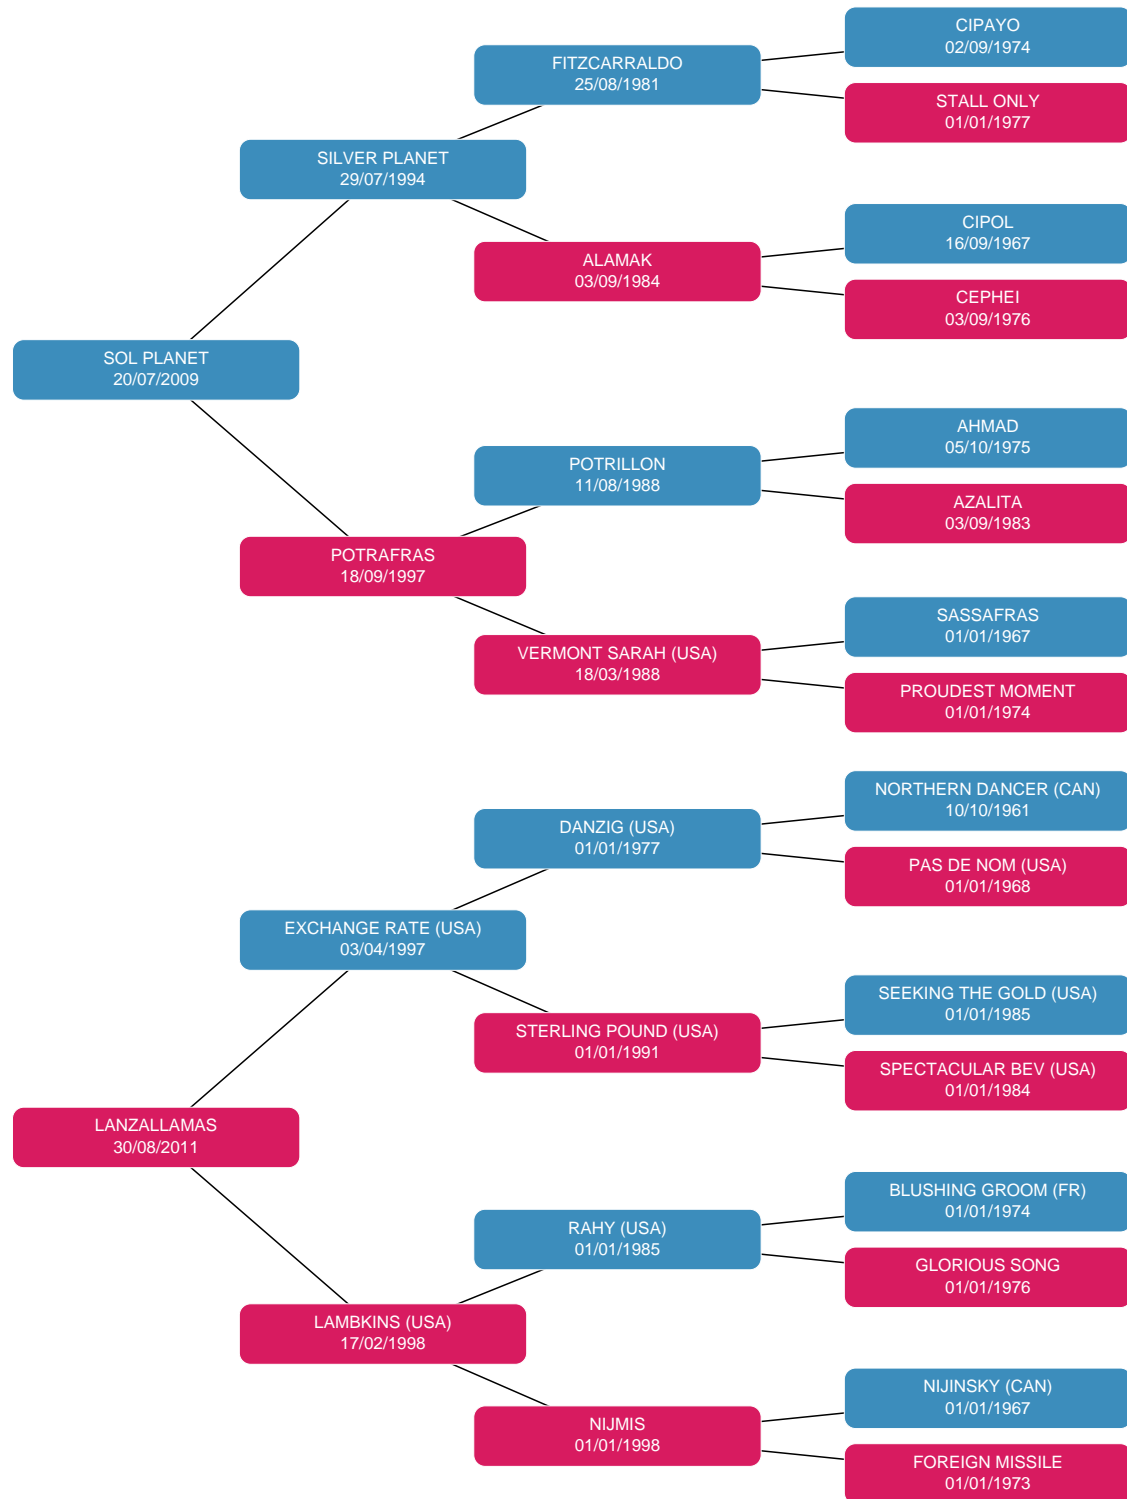 CIPAYO
02/09/1974
FITZCARRALDO
25/08/1981
STALL ONLY
01/01/1977
SILVER PLANET
29/07/1994
CIPOL
16/09/1967
ALAMAK
03/09/1984
CEPHEI
03/09/1976
SOL PLANET
20/07/2009
AHMAD
05/10/1975
POTRILLON
11/08/1988
AZALITA
03/09/1983
POTRAFRAS
18/09/1997
SASSAFRAS
01/01/1967
VERMONT SARAH (USA)
18/03/1988
PROUDEST MOMENT
01/01/1974
NORTHERN DANCER (CAN)
10/10/1961
DANZIG (USA)
01/01/1977
PAS DE NOM (USA)
01/01/1968
EXCHANGE RATE (USA)
03/04/1997
SEEKING THE GOLD (USA)
01/01/1985
STERLING POUND (USA)
01/01/1991
SPECTACULAR BEV (USA)
01/01/1984
LANZALLAMAS
30/08/2011
BLUSHING GROOM (FR)
01/01/1974
RAHY (USA)
01/01/1985
GLORIOUS SONG
01/01/1976
LAMBKINS (USA)
17/02/1998
NIJINSKY (CAN)
01/01/1967
NIJMIS
01/01/1998
FOREIGN MISSILE
01/01/1973